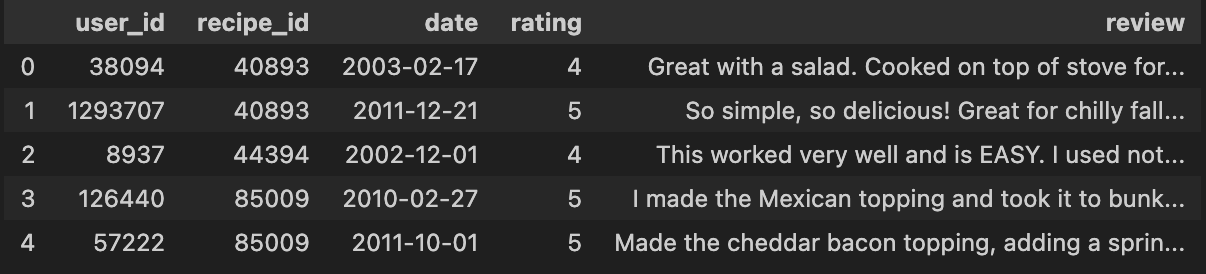 user_id recipe_id date rating review
0 38094 40893 2003-02-17 4 Great with a salad. Cooked on top of stove for...
1 1293707 40893 2011-12-21 5 So simple, so delicious! Great for chilly fall...
2 8937 44394 2002-12-01 4 This worked very well and is EASY. I used not...
3 126440 85009 2010-02-27 5 I made the Mexican topping and took it to bunk...
4 57222 85009 2011-10-01 5 Made the cheddar bacon topping, adding a sprin...